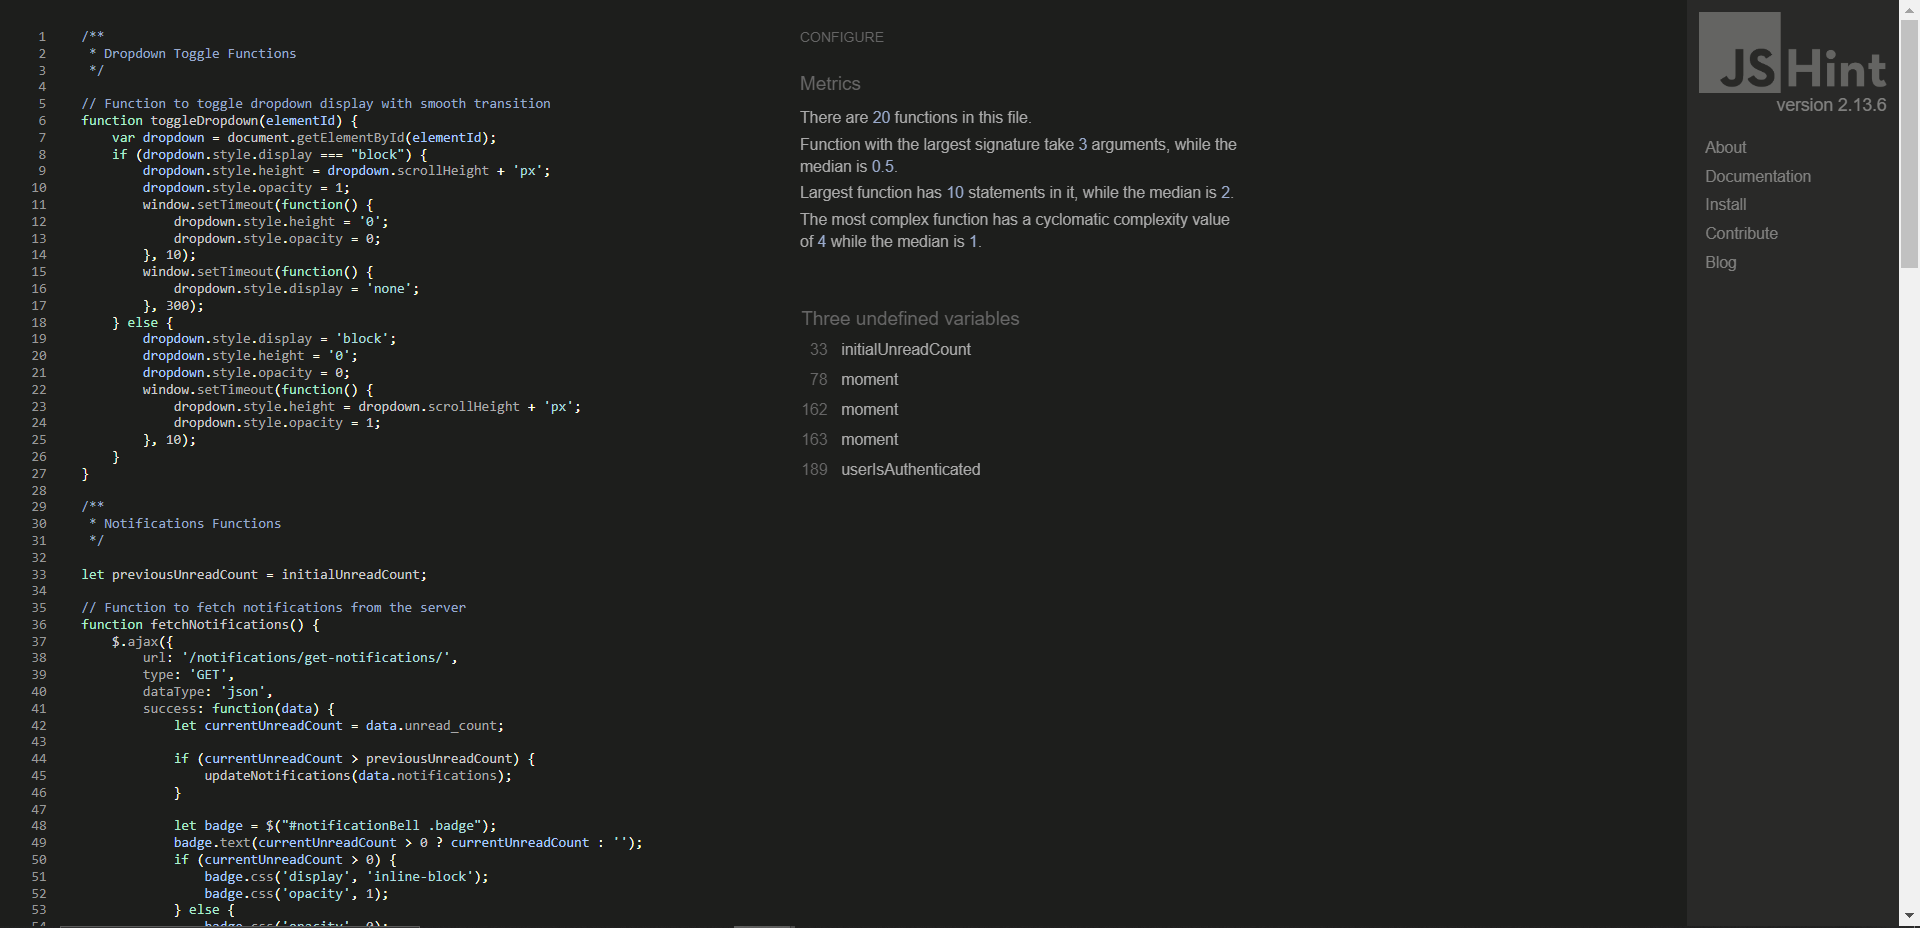 1 /**
2  * Dropdown Toggle Functions
3  */
4
5 // Function to toggle dropdown display with smooth transition
6 function toggleDropdown(elementId) {
7     var dropdown = document.getElementById(elementId);
8     if (dropdown.style.display === "block") {
9         dropdown.style.height = dropdown.scrollHeight + 'px';
10         dropdown.style.opacity = 1;
11         window.setTimeout(function() {
12             dropdown.style.height = '0';
13             dropdown.style.opacity = 0;
14         }, 10);
15         window.setTimeout(function() {
16             dropdown.style.display = 'none';
17         }, 300);
18     } else {
19         dropdown.style.display = 'block';
20         dropdown.style.height = '0';
21         dropdown.style.opacity = 0;
22         window.setTimeout(function() {
23             dropdown.style.height = dropdown.scrollHeight + 'px';
24             dropdown.style.opacity = 1;
25         }, 10);
26     }
27 }
28
29 /**
30  * Notifications Functions
31  */
32
33 let previousUnreadCount = initialUnreadCount;
34
35 // Function to fetch notifications from the server
36 function fetchNotifications() {
37     $.ajax({
38         url: '/notifications/get-notifications/',
39         type: 'GET',
40         dataType: 'json',
41         success: function(data) {
42             let currentUnreadCount = data.unread_count;
43
44             if (currentUnreadCount > previousUnreadCount) {
45                 updateNotifications(data.notifications);
46             }
47
48             let badge = $("#notificationBell .badge");
49             badge.text(currentUnreadCount > 0 ? currentUnreadCount : '');
50             if (currentUnreadCount > 0) {
51                 badge.css('display', 'inline-block');
52                 badge.css('opacity', 1);
53             } else {
CONFIGURE
Metrics
There are 20 functions in this file.
Function with the largest signature take 3 arguments, while the
median is 0.5.
Largest function has 10 statements in it, while the median is 2.
The most complex function has a cyclomatic complexity value
of 4 while the median is 1.
Three undefined variables
33 initialUnreadCount
78 moment
162 moment
163 moment
189 userIsAuthenticated
JSHint
version 2.13.6
About
Documentation
Install
Contribute
Blog